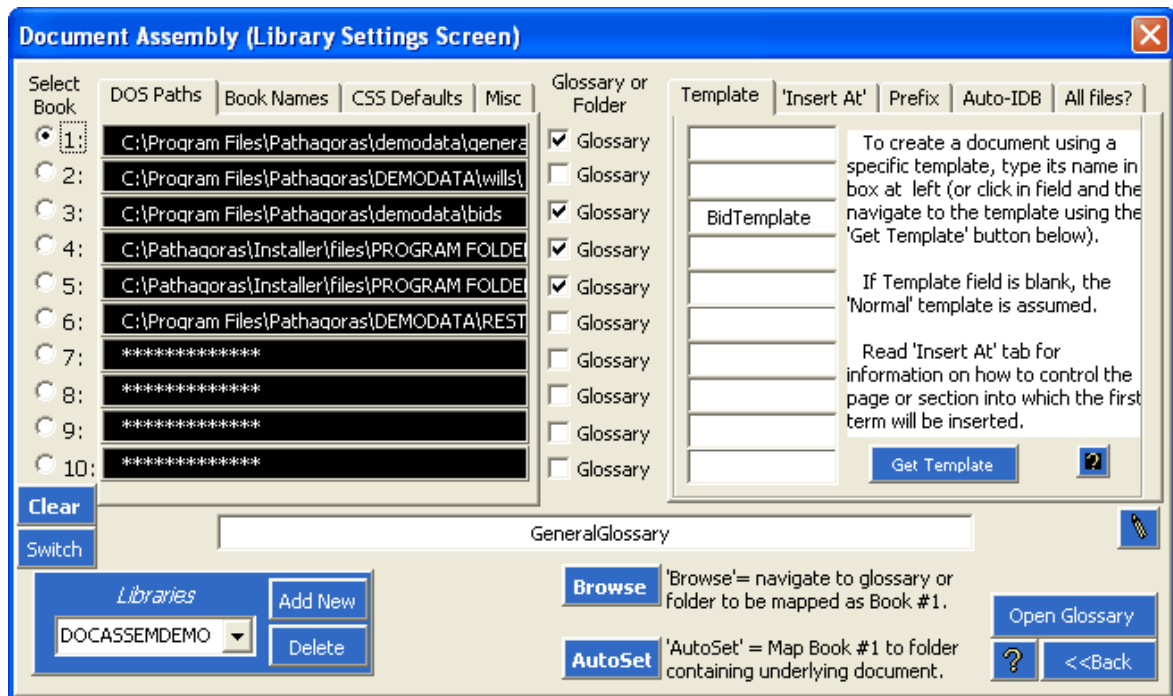 Document Assembly (Library Settings Screen)
Select Book
DOS Paths
Book Names
CSS Defaults
Misc
Glossary or Folder
Template
'Insert At'
Prefix
Auto-IDB
All files?
1: C:\Program Files\Pathagoras\demodata\genera Glossary
2: C:\Program Files\Pathagoras\DEMODATA\wills\ Glossary
3: C:\Program Files\Pathagoras\demodata\bids Glossary BidTemplate
4: C:\Pathagoras\Installer\files\PROGRAM FOLDE Glossary
5: C:\Pathagoras\Installer\files\PROGRAM FOLDE Glossary
6: C:\Program Files\Pathagoras\DEMODATA\REST Glossary
7: ************* Glossary
8: ************* Glossary
9: ************* Glossary
10: ************* Glossary
To create a document using a
specific template, type its name in
box at left (or click in field and the
navigate to the template using the
'Get Template' button below).
If Template field is blank, the
'Normal' template is assumed.
Read 'Insert At' tab for
information on how to control the
page or section into which the first
term will be inserted.
Get Template
?
Clear
Switch
GeneralGlossary
Libraries
DOCASSEMDEMO
Add New
Delete
Browse
'Browse'= navigate to glossary or
folder to be mapped as Book #1.
AutoSet
'AutoSet' = Map Book #1 to folder
containing underlying document.
Open Glossary
?
<<Back